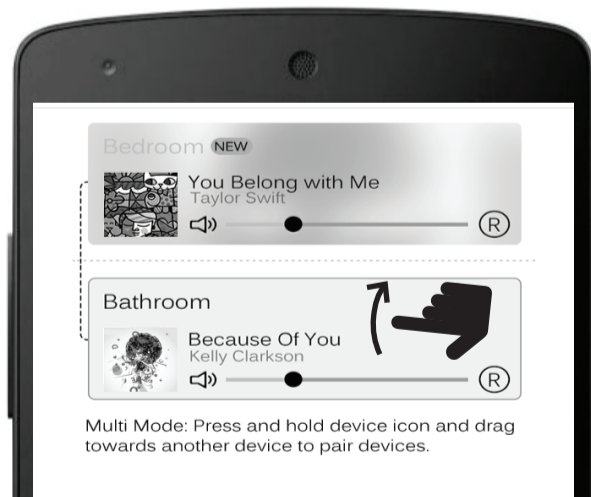 Bedroom NEW
You Belong with Me
Taylor Swift
R
Bathroom
Because Of You
Kelly Clarkson
R
Multi Mode: Press and hold device icon and drag
towards another device to pair devices.